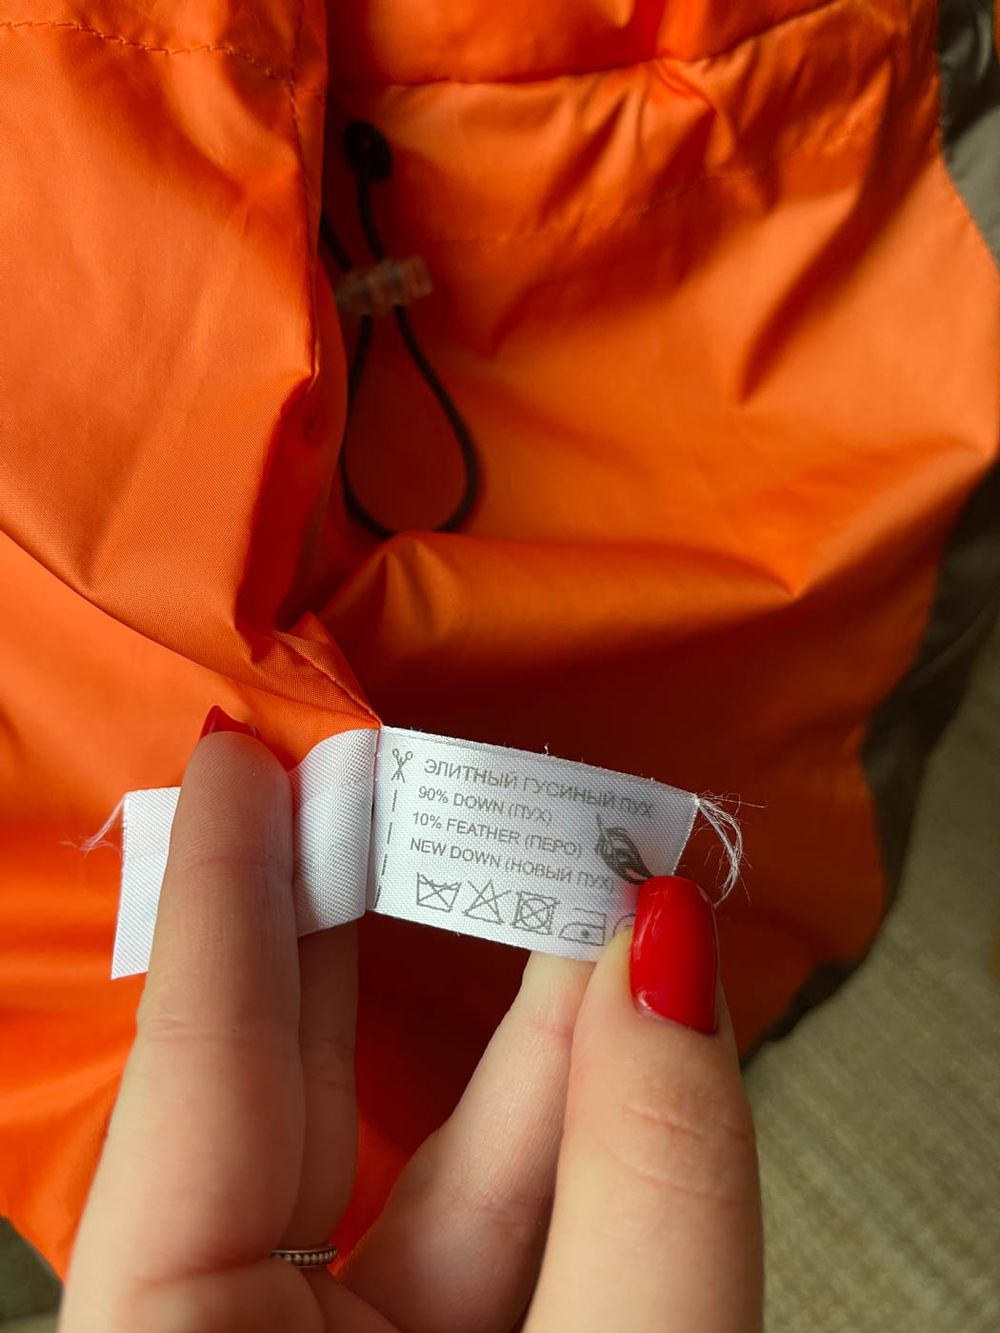 ЭЛИТНЫЙ ГУСИНЫЙ ПУХ
90% DOWN (ПУХ)
10% FEATHER (ПЕРО)
NEW DOWN (НОВЫЙ ПУХ)